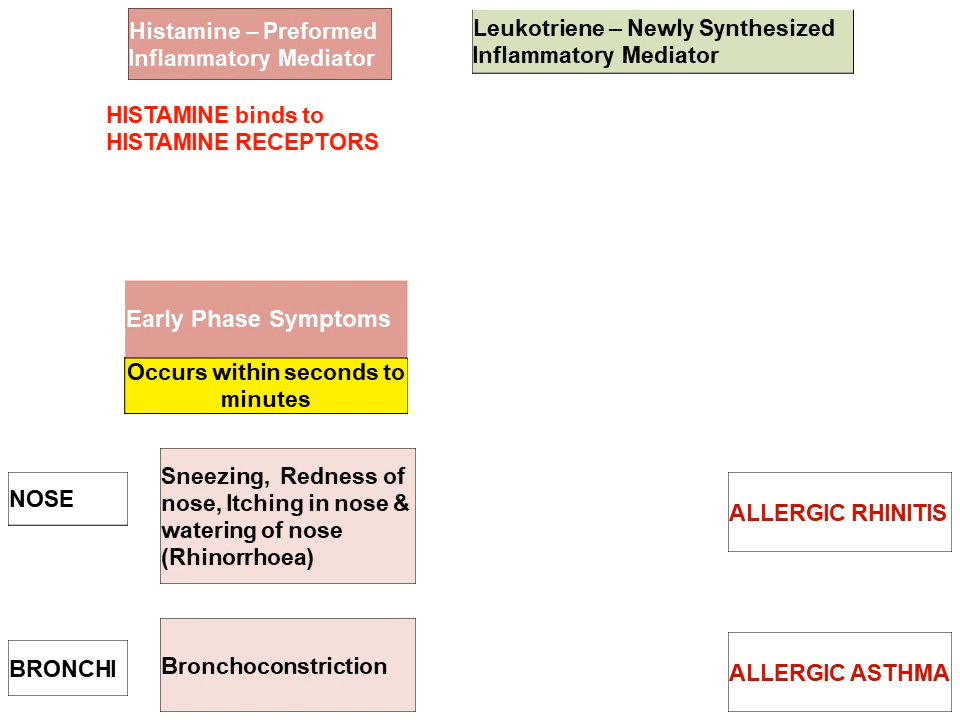 Histamine – Preformed
Inflammatory Mediator
Leukotriene – Newly Synthesized
Inflammatory Mediator
HISTAMINE binds to
HISTAMINE RECEPTORS
Early Phase Symptoms
Occurs within seconds to
minutes
NOSE
Sneezing, Redness of
nose, Itching in nose &
watering of nose
(Rhinorrhoea)
ALLERGIC RHINITIS
BRONCHI
Bronchoconstriction
ALLERGIC ASTHMA